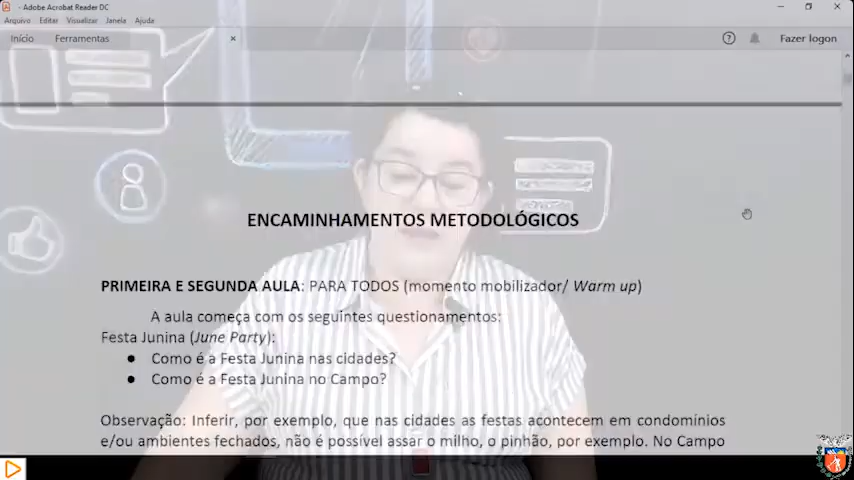 - Adobe Acrobat Reader DC
Arquivo Editar Visualizar Janela Ajuda
Início Ferramentas × Fazer logon
ENCAMINHAMENTOS METODOLÓGICOS
PRIMEIRA E SEGUNDA AULA: PARA TODOS (momento mobilizador/ Warm up)
A aula começa com os seguintes questionamentos:
Festa Junina (June Party):
● Como é a Festa Junina nas cidades?
● Como é a Festa Junina no Campo?
Observação: Inferir, por exemplo, que nas cidades as festas acontecem em condomínios
e/ou ambientes fechados, não é possível assar o milho, o pinhão, por exemplo. No Campo